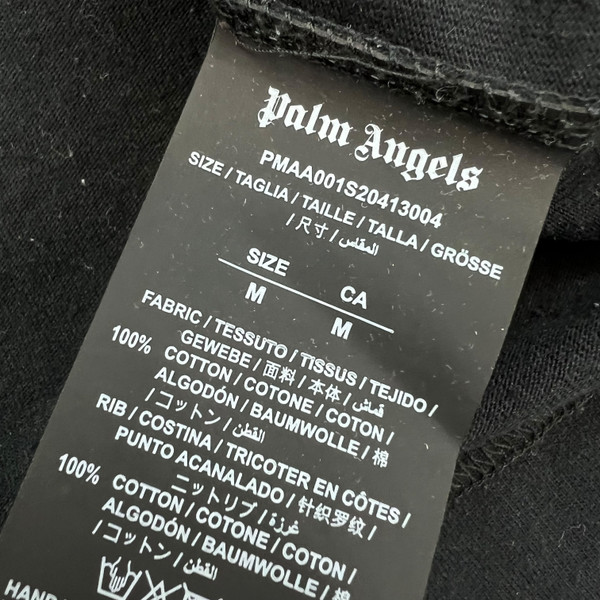 Palm Angels
PMAA001S20413004
SIZE / TAGLIA / TAILLE / TALLA / GRÖSSE
/ 尺寸 / المقاس
SIZE CA
M M
FABRIC / TESSUTO / TISSUS / TEJIDO /
GEWEBE / 面料 / 本体 / قماش
100% COTTON / COTONE / COTON /
ALGODÓN / BAUMWOLLE / 棉
/ コットン / القطن
RIB / COSTINA / TRICOTER EN CÔTES /
PUNTO ACANALADO / 针织罗纹 /
ニットリブ / غرزة
100% COTTON / COTONE / COTON /
ALGODÓN / BAUMWOLLE / 棉
/ コットン / القطن
HAND